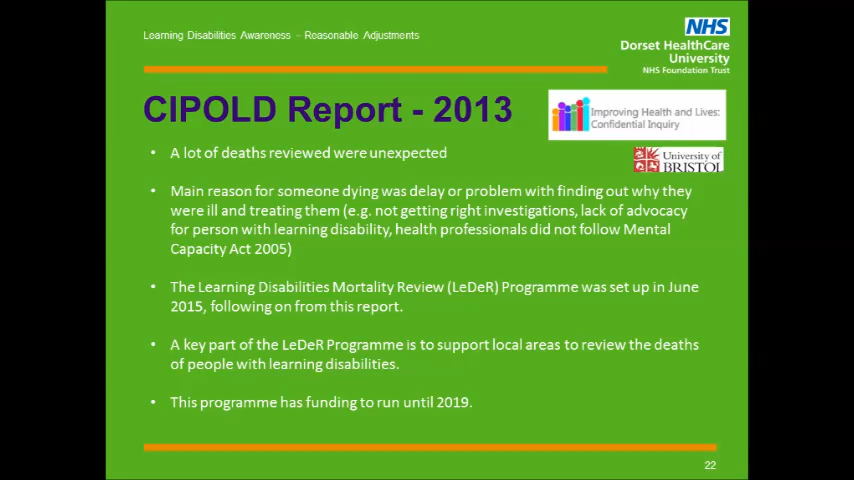 Learning Disabilities Awareness – Reasonable Adjustments
NHS
Dorset HealthCare
University
NHS Foundation Trust
CIPOLD Report - 2013
Improving Health and Lives:
Confidential Inquiry
University of
BRISTOL
• A lot of deaths reviewed were unexpected
• Main reason for someone dying was delay or problem with finding out why they
were ill and treating them (e.g. not getting right investigations, lack of advocacy
for person with learning disability, health professionals did not follow Mental
Capacity Act 2005)
• The Learning Disabilities Mortality Review (LeDeR) Programme was set up in June
2015, following on from this report.
• A key part of the LeDeR Programme is to support local areas to review the deaths
of people with learning disabilities.
• This programme has funding to run until 2019.
22